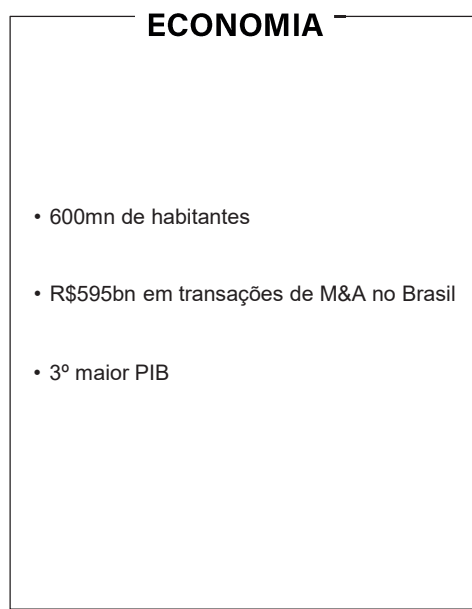 ECONOMIA
• 600mn de habitantes
• R$595bn em transações de M&A no Brasil
• 3º maior PIB